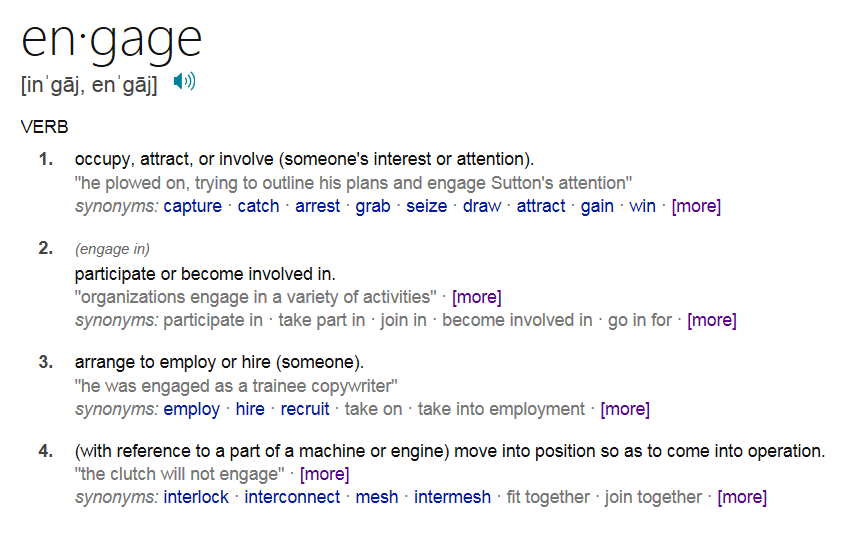 en·gage
[inˈɡāj, enˈɡāj]
VERB
1. occupy, attract, or involve (someone's interest or attention).
"he plowed on, trying to outline his plans and engage Sutton's attention"
synonyms: capture · catch · arrest · grab · seize · draw · attract · gain · win · [more]
2. (engage in)
participate or become involved in.
"organizations engage in a variety of activities" · [more]
synonyms: participate in · take part in · join in · become involved in · go in for · [more]
3. arrange to employ or hire (someone).
"he was engaged as a trainee copywriter"
synonyms: employ · hire · recruit · take on · take into employment · [more]
4. (with reference to a part of a machine or engine) move into position so as to come into operation.
"the clutch will not engage" · [more]
synonyms: interlock · interconnect · mesh · intermesh · fit together · join together · [more]